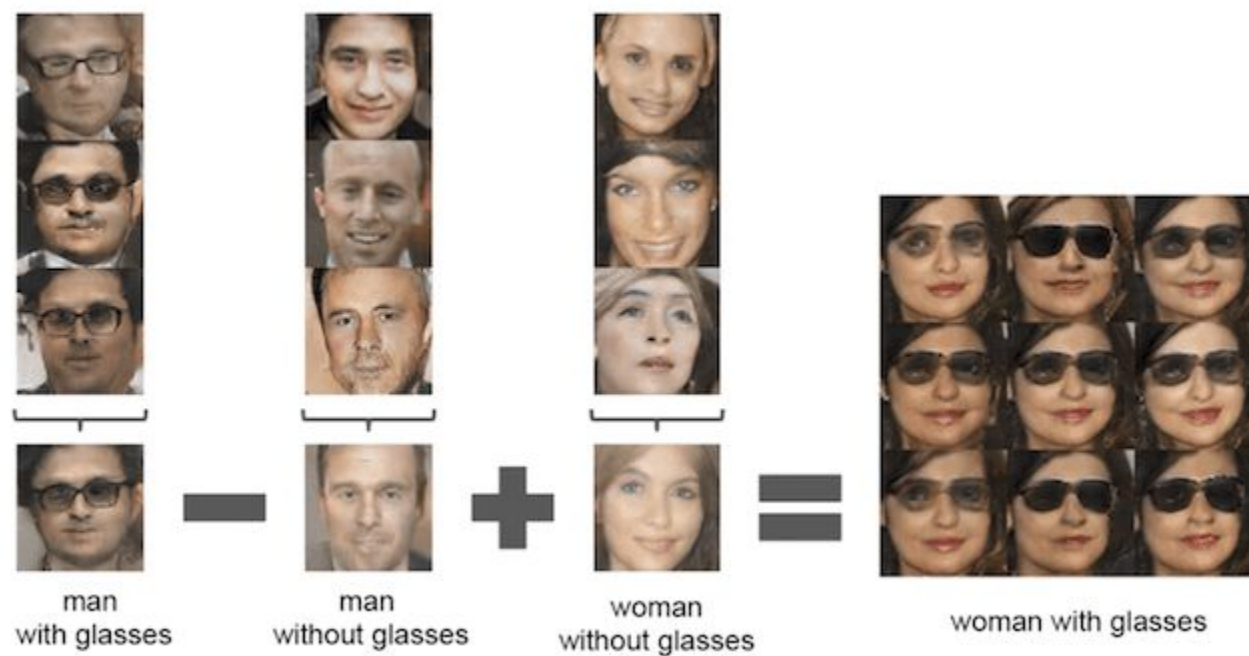 man
with glasses
man
without glasses
woman
without glasses
woman with glasses